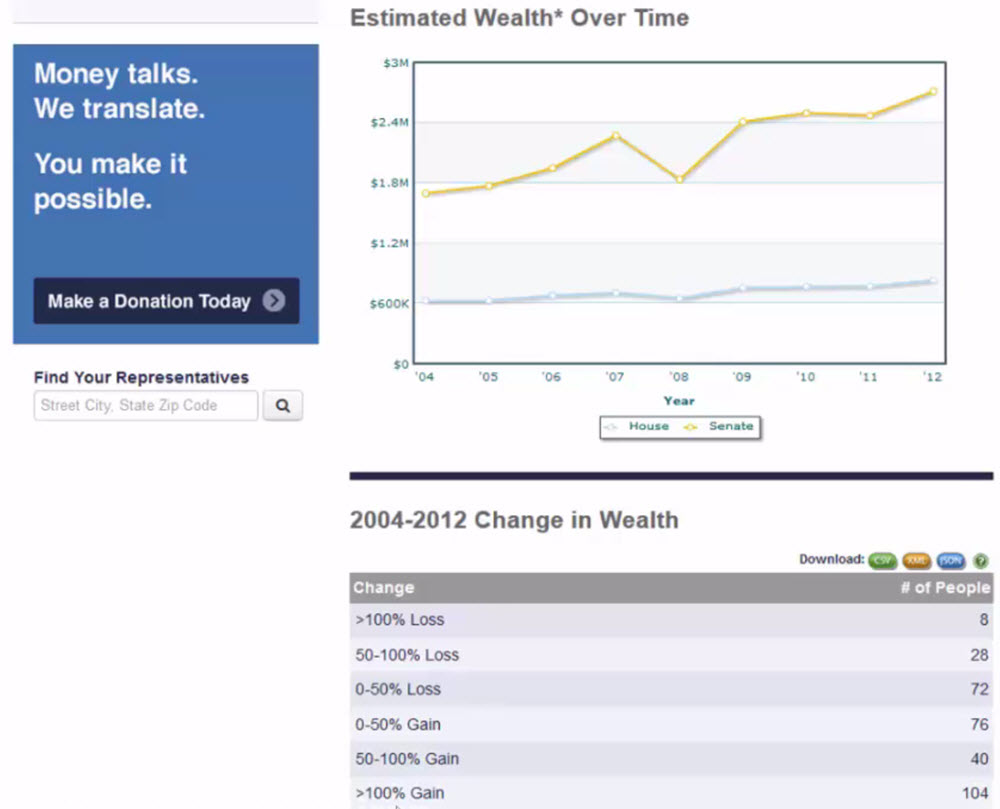 Money talks.
We translate.
You make it
possible.
Make a Donation Today
Find Your Representatives
Street City, State Zip Code
Estimated Wealth* Over Time
$3M
$2.4M
$1.8M
$1.2M
$600K
$0
'04 '05 '06 '07 '08 '09 '10 '11 '12
Year
House Senate
2004-2012 Change in Wealth
Download: CSV XML JSON ?
Change # of People
>100% Loss 8
50-100% Loss 28
0-50% Loss 72
0-50% Gain 76
50-100% Gain 40
>100% Gain 104